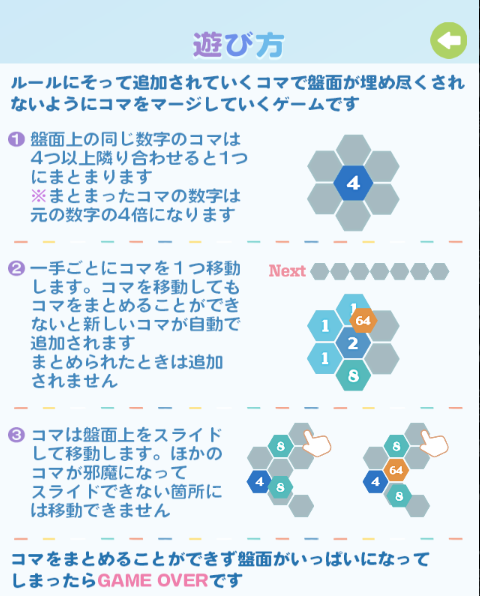 遊び方
ルールにそって追加されていくコマで盤面が埋め尽くされ
ないようにコマをマージしていくゲームです
1 盤面上の同じ数字のコマは
4つ以上隣り合わせると1つ
にまとまります
※まとまったコマの数字は
元の数字の4倍になります
4
2 一手ごとにコマを1つ移動
します。コマを移動しても
コマをまとめることができ
ないと新しいコマが自動で
追加されます
まとめられたときは追加
されません
Next
1
64
1
2
1
8
3 コマは盤面上をスライド
して移動します。ほかの
コマが邪魔になって
スライドできない箇所に
は移動できません
8
4
8
8
64
4
8
コマをまとめることができず盤面がいっぱいになって
しまったらGAME OVERです